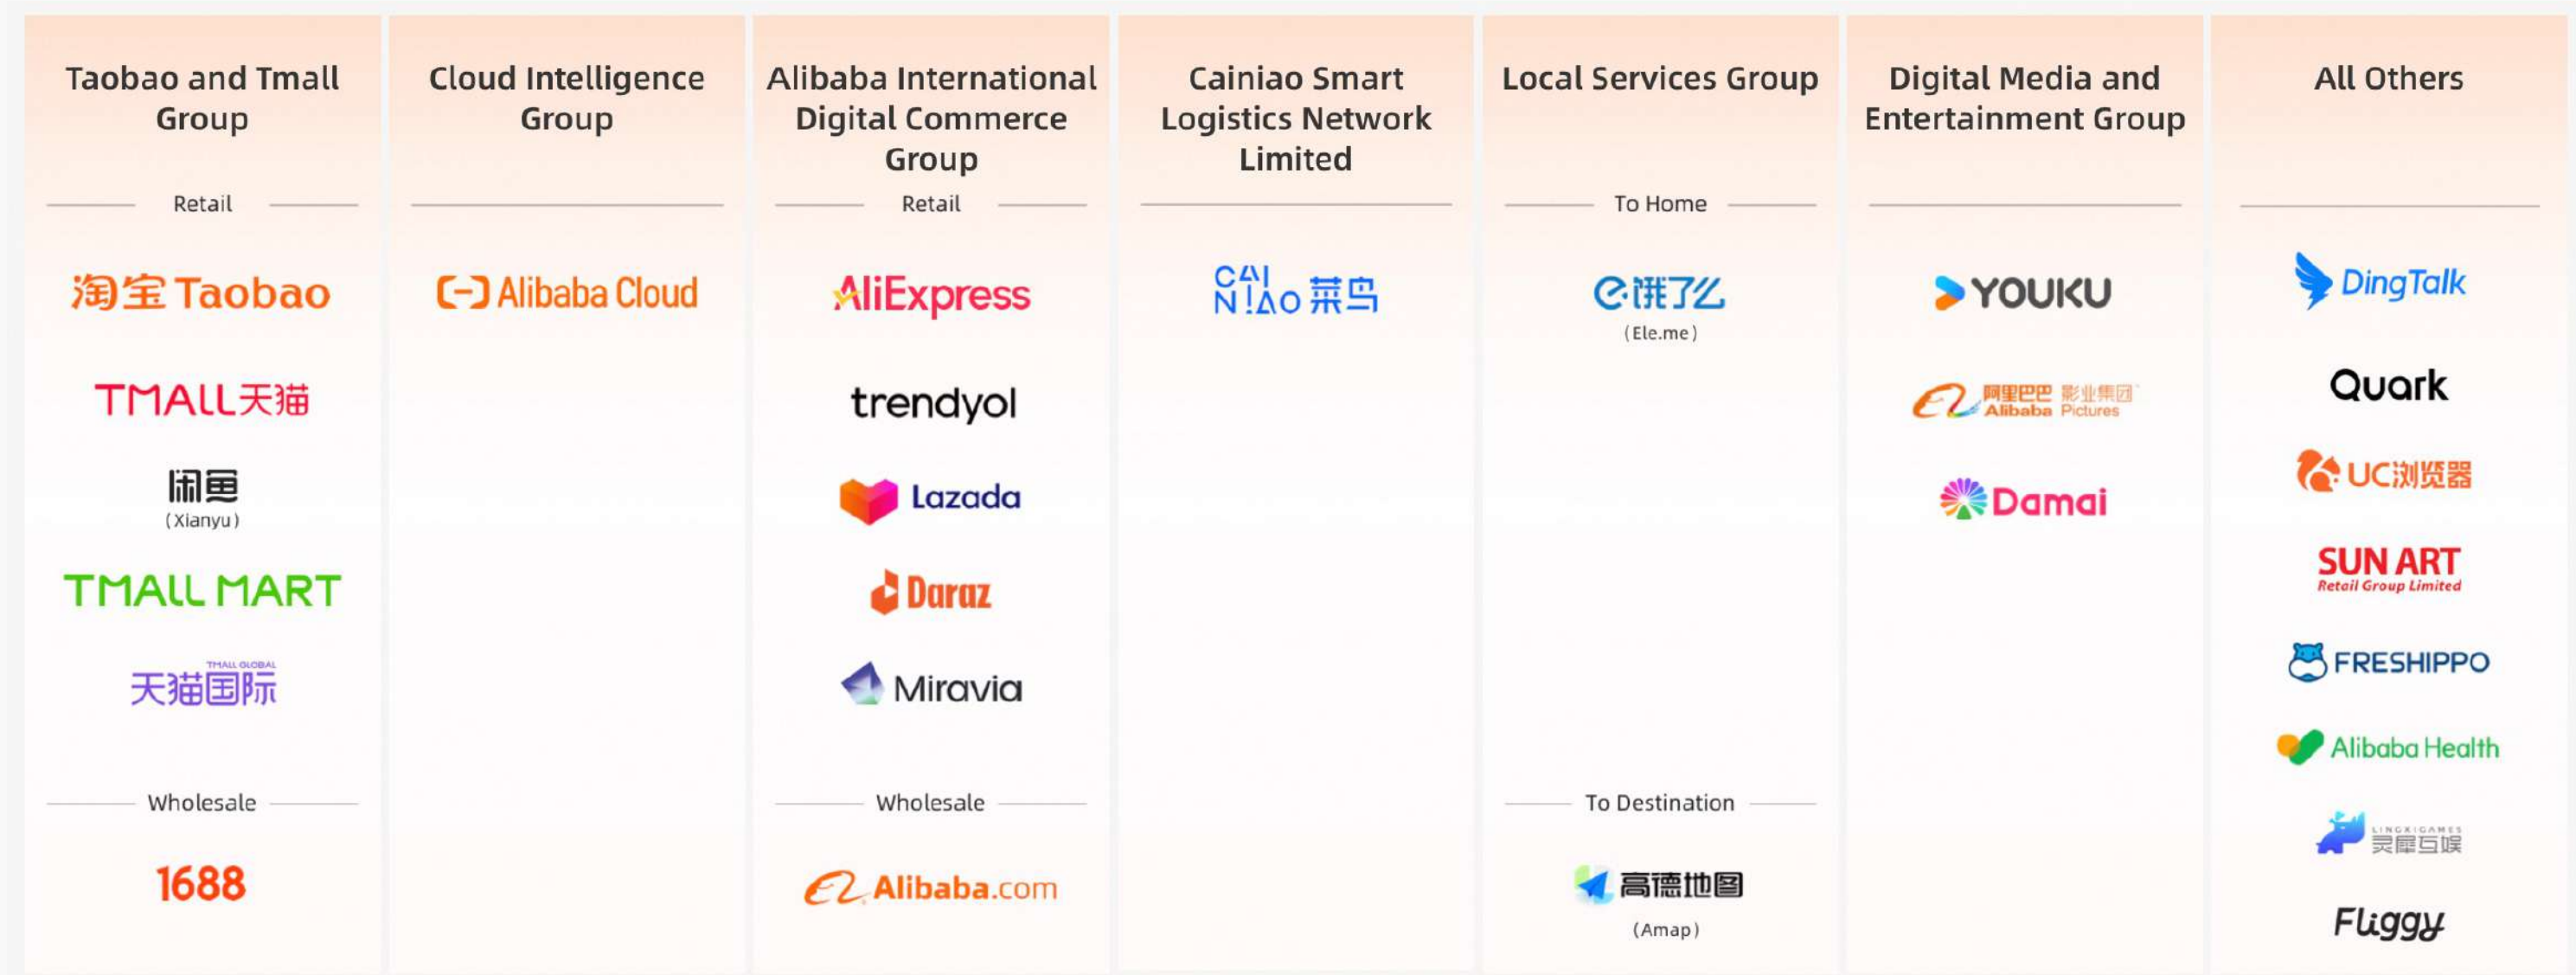 Taobao and Tmall
Group
Retail
淘宝 Taobao
TMALL天猫
闲鱼
(Xianyu)
TMALL MART
TMALL GLOBAL
天猫国际
Wholesale
1688
Cloud Intelligence
Group
Alibaba Cloud
Alibaba International
Digital Commerce
Group
Retail
AliExpress
trendyol
Lazada
Daraz
Miravia
Wholesale
Alibaba.com
Cainiao Smart
Logistics Network
Limited
CAI
NIAO 菜鸟
Local Services Group
To Home
饿了么
(Ele.me)
To Destination
高德地图
(Amap)
Digital Media and
Entertainment Group
YOUKU
阿里巴巴 影业集团
Alibaba Pictures
Damai
All Others
DingTalk
Quark
UC浏览器
SUN ART
Retail Group Limited
FRESHIPPO
Alibaba Health
LINGXIGAMES
灵犀互娱
Fliggy